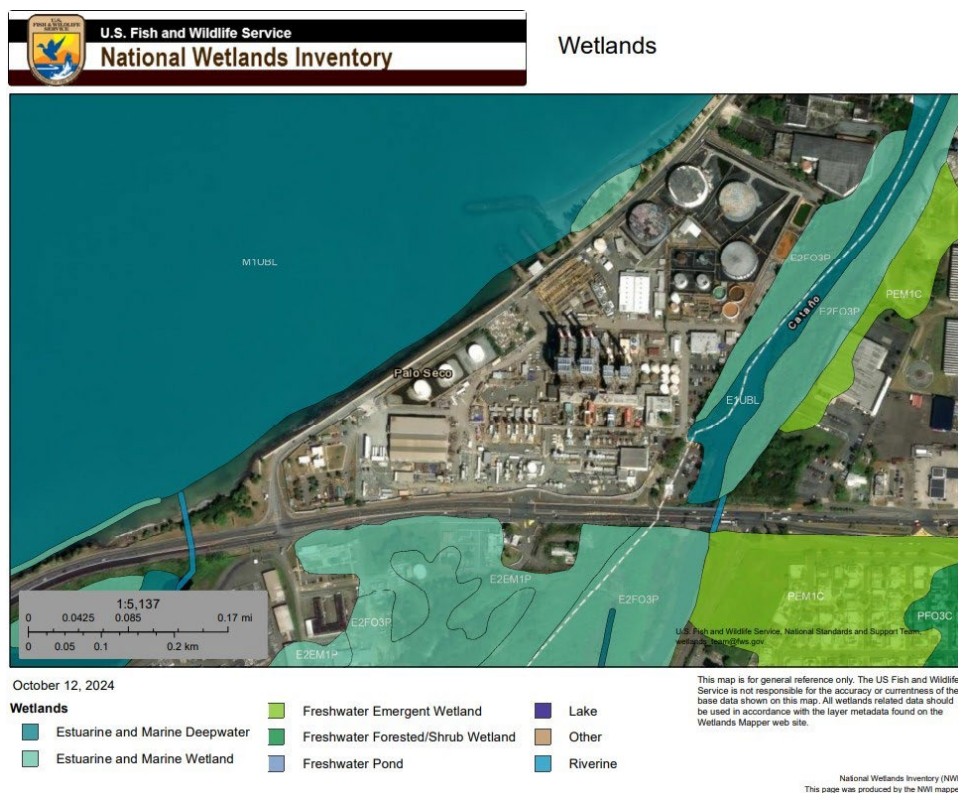 U.S.
FISH & WILDLIFE
SERVICE
U.S. Fish and Wildlife Service
National Wetlands Inventory
Wetlands
M1UBL
E2FO3P
PEM1C
Cataño
E2FO3P
Palo Seco
E1UBL
E2EM1P
E2FO3P
PEM1C
E2FO3P
PFO3C
E2EM1P
1:5,137
0 0.0425 0.085 0.17 mi
0 0.05 0.1 0.2 km
U.S. Fish and Wildlife Service, National Standards and Support Team,
wetlands_team@fws.gov
October 12, 2024
Wetlands
Estuarine and Marine Deepwater
Estuarine and Marine Wetland
Freshwater Emergent Wetland
Freshwater Forested/Shrub Wetland
Freshwater Pond
Lake
Other
Riverine
This map is for general reference only. The US Fish and Wildlife
Service is not responsible for the accuracy or currentness of the
base data shown on this map. All wetlands related data should
be used in accordance with the layer metadata found on the
Wetlands Mapper web site.
National Wetlands Inventory (NWI
This page was produced by the NWI mappe